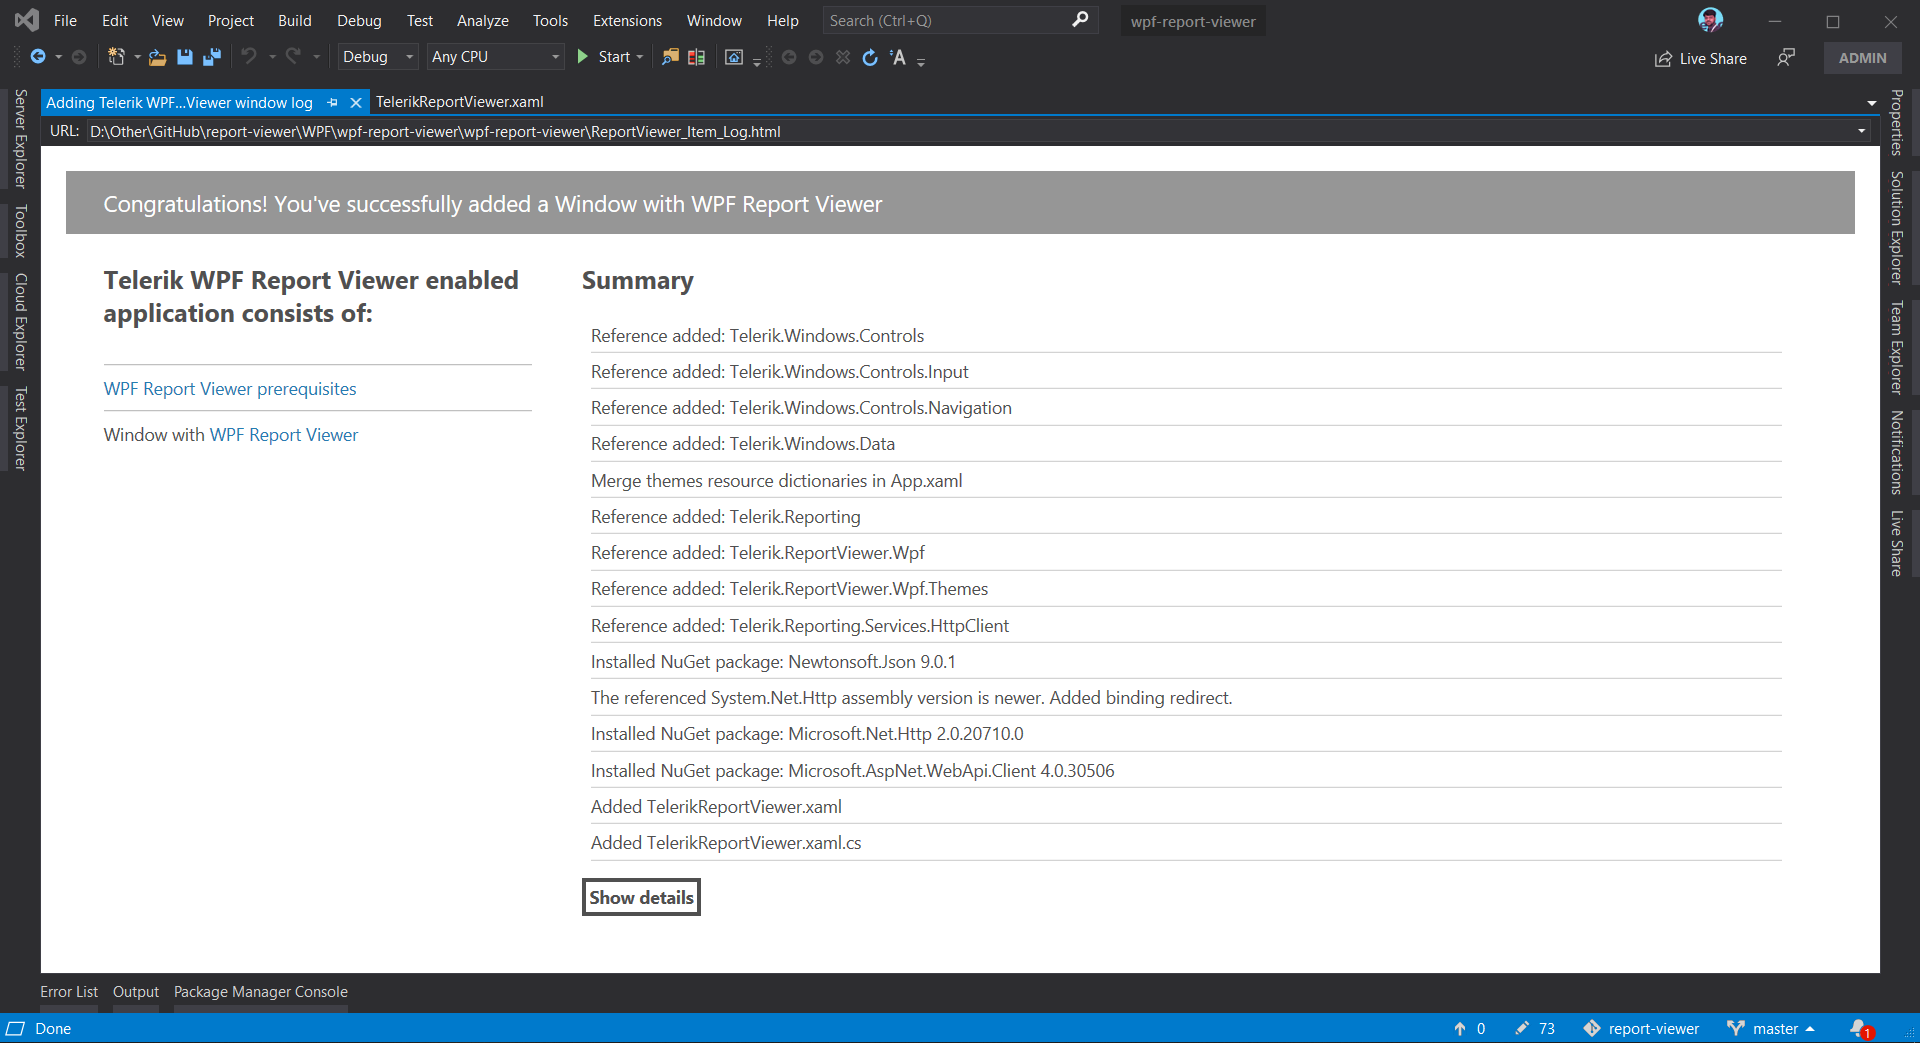 File Edit View Project Build Debug Test Analyze Tools Extensions Window Help Search (Ctrl+Q) wpf-report-viewer
Debug Any CPU Start Live Share ADMIN
Adding Telerik WPF...Viewer window log TelerikReportViewer.xaml
URL: D:\Other\GitHub\report-viewer\WPF\wpf-report-viewer\wpf-report-viewer\ReportViewer_Item_Log.html
Server Explorer
Toolbox
Cloud Explorer
Test Explorer
Congratulations! You've successfully added a Window with WPF Report Viewer
Telerik WPF Report Viewer enabled
application consists of:
WPF Report Viewer prerequisites
Window with WPF Report Viewer
Summary
Reference added: Telerik.Windows.Controls
Reference added: Telerik.Windows.Controls.Input
Reference added: Telerik.Windows.Controls.Navigation
Reference added: Telerik.Windows.Data
Merge themes resource dictionaries in App.xaml
Reference added: Telerik.Reporting
Reference added: Telerik.ReportViewer.Wpf
Reference added: Telerik.ReportViewer.Wpf.Themes
Reference added: Telerik.Reporting.Services.HttpClient
Installed NuGet package: Newtonsoft.Json 9.0.1
The referenced System.Net.Http assembly version is newer. Added binding redirect.
Installed NuGet package: Microsoft.Net.Http 2.0.20710.0
Installed NuGet package: Microsoft.AspNet.WebApi.Client 4.0.30506
Added TelerikReportViewer.xaml
Added TelerikReportViewer.xaml.cs
Show details
Properties
Solution Explorer
Team Explorer
Notifications
Live Share
Error List Output Package Manager Console
Done 0 73 report-viewer master 1